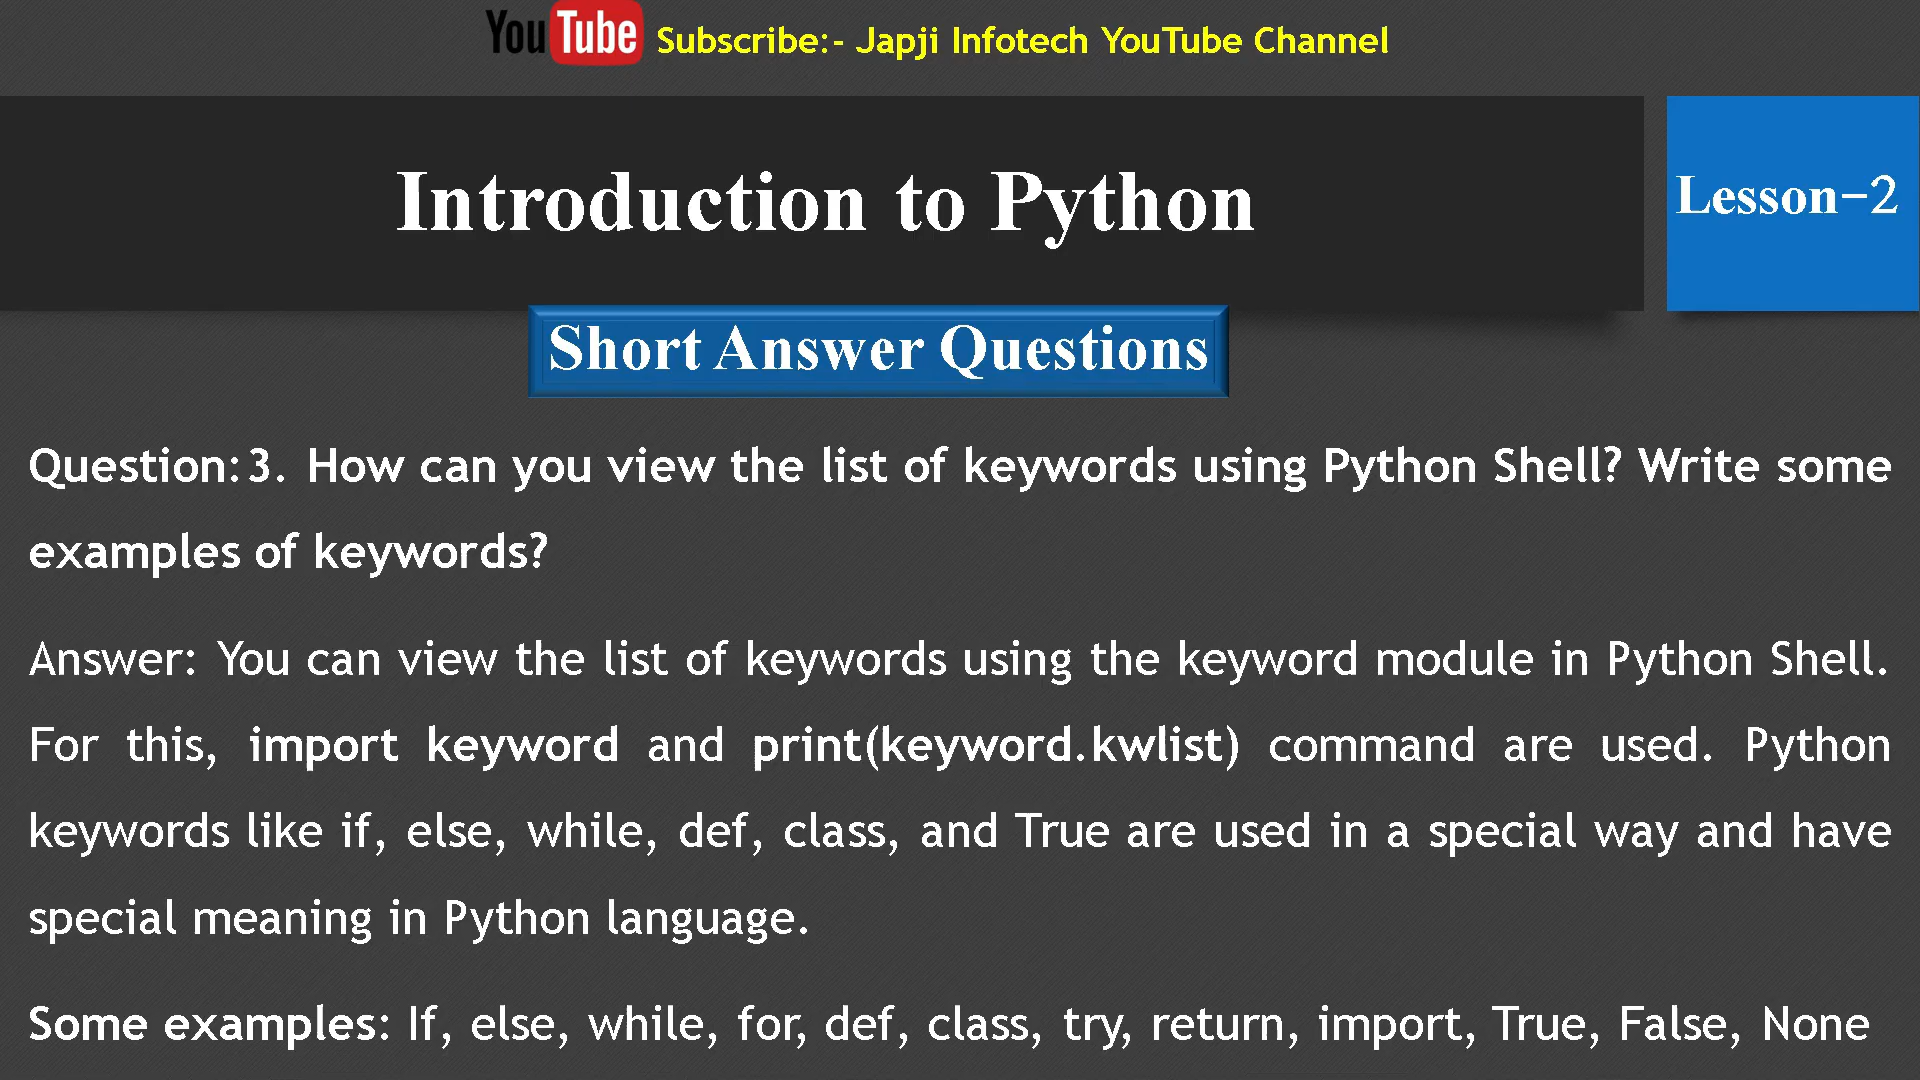 YouTube Subscribe:- Japji Infotech YouTube Channel
Introduction to Python
Lesson-2
Short Answer Questions
Question:3. How can you view the list of keywords using Python Shell? Write some
examples of keywords?
Answer: You can view the list of keywords using the keyword module in Python Shell.
For this, import keyword and print(keyword.kwlist) command are used. Python
keywords like if, else, while, def, class, and True are used in a special way and have
special meaning in Python language.
Some examples: If, else, while, for, def, class, try, return, import, True, False, None